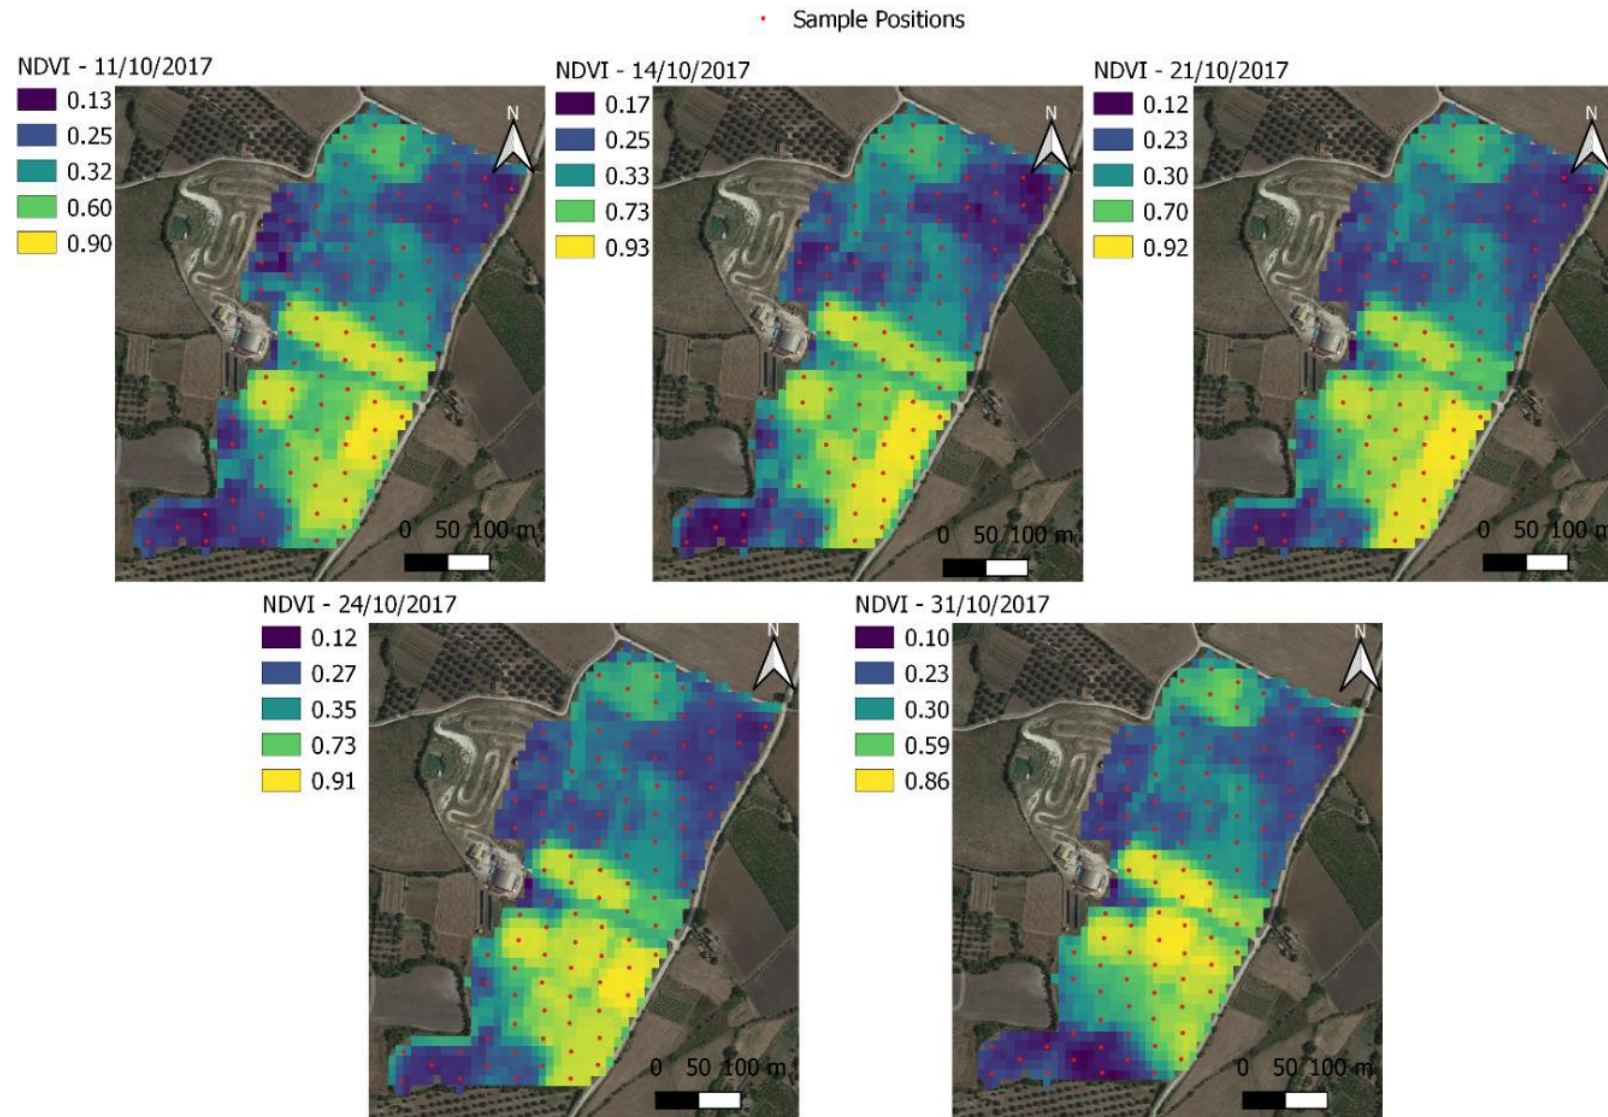 Sample Positions
NDVI - 11/10/2017
0.13
0.25
0.32
0.60
0.90
N
0 50 100 m
NDVI - 14/10/2017
0.17
0.25
0.33
0.73
0.93
N
0 50 100 m
NDVI - 21/10/2017
0.12
0.23
0.30
0.70
0.92
N
0 50 100 m
NDVI - 24/10/2017
0.12
0.27
0.35
0.73
0.91
N
0 50 100 m
NDVI - 31/10/2017
0.10
0.23
0.30
0.59
0.86
N
0 50 100 m